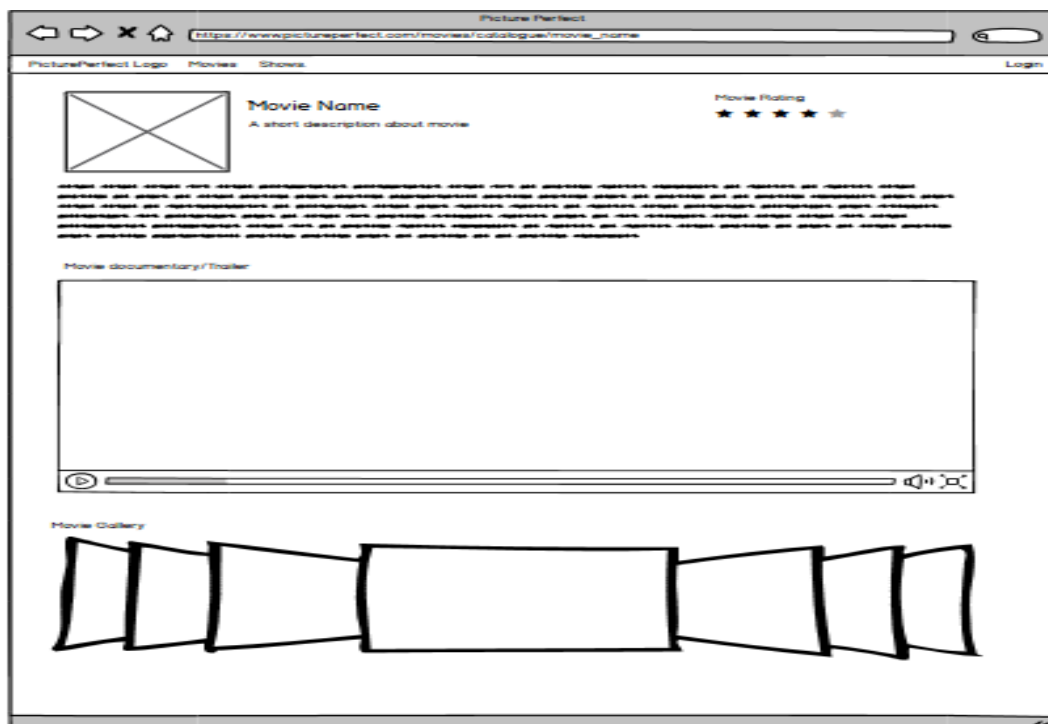 Picture Perfect
https://www.pictureperfect.com/movies/catalogue/movie_name
PicturePerfect Logo Movies Shows Login
Movie Name
A short description about movie
Movie Rating
Movie documentary/Trailer
Movie Gallery